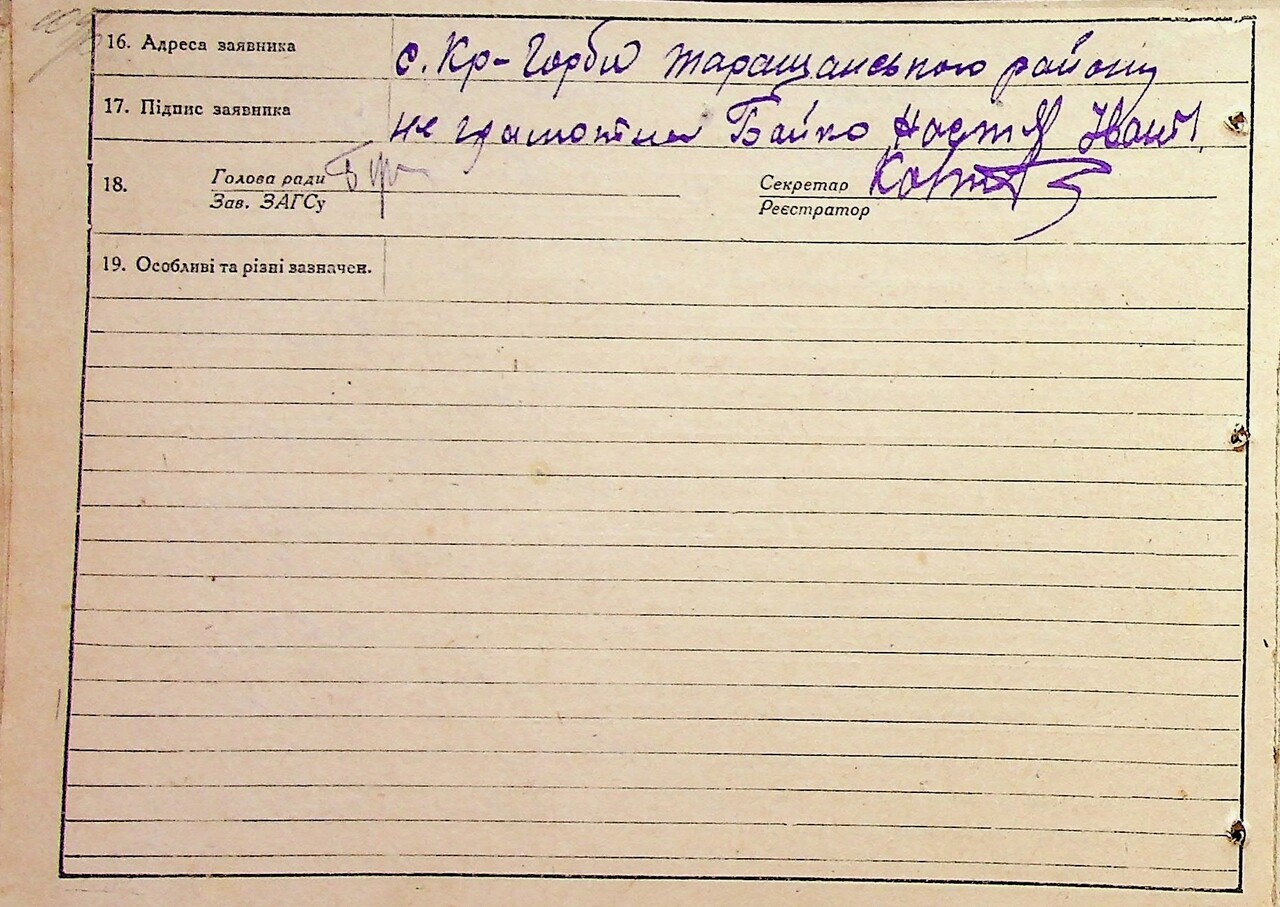 16. Адреса заявника с. Кр-Горби Таращанського району
17. Підпис заявника не грамотна Бойко Настя Іван.
18. Голова ради Секретар
Зав. ЗАГСу Реєстратор
19. Особливі та різні зазначен.